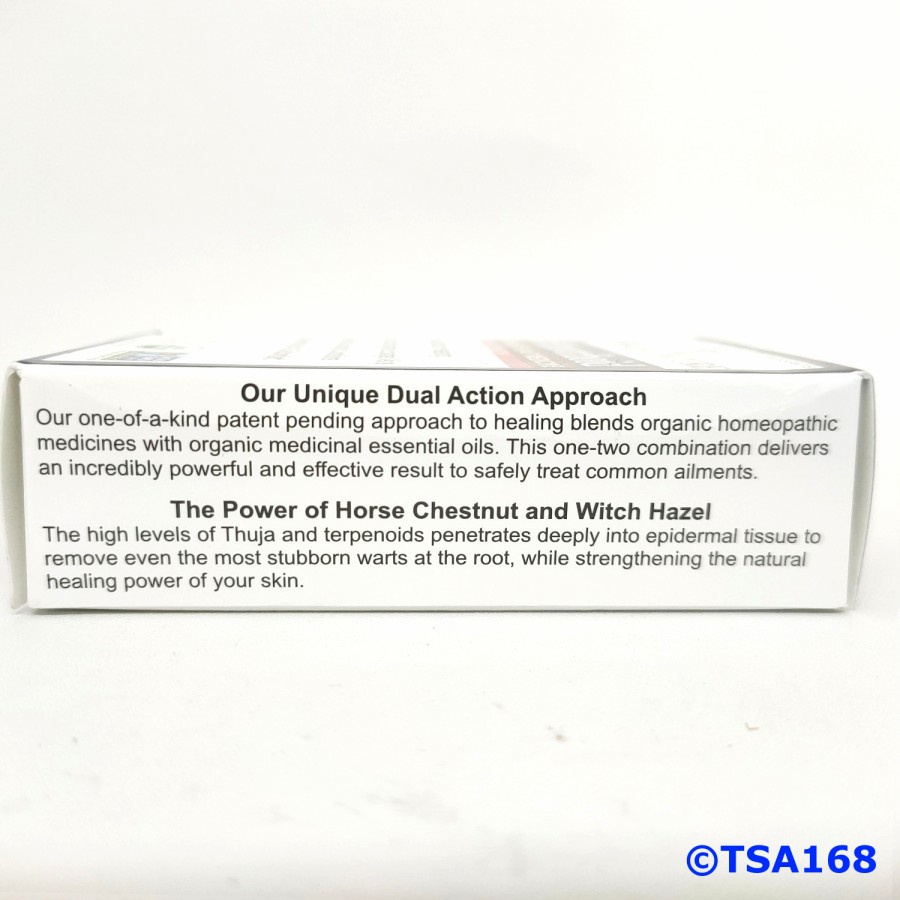 Our Unique Dual Action Approach
Our one-of-a-kind patent pending approach to healing blends organic homeopathic
medicines with organic medicinal essential oils. This one-two combination delivers
an incredibly powerful and effective result to safely treat common ailments.
The Power of Horse Chestnut and Witch Hazel
The high levels of Thuja and terpenoids penetrates deeply into epidermal tissue to
remove even the most stubborn warts at the root, while strengthening the natural
healing power of your skin.
©TSA168